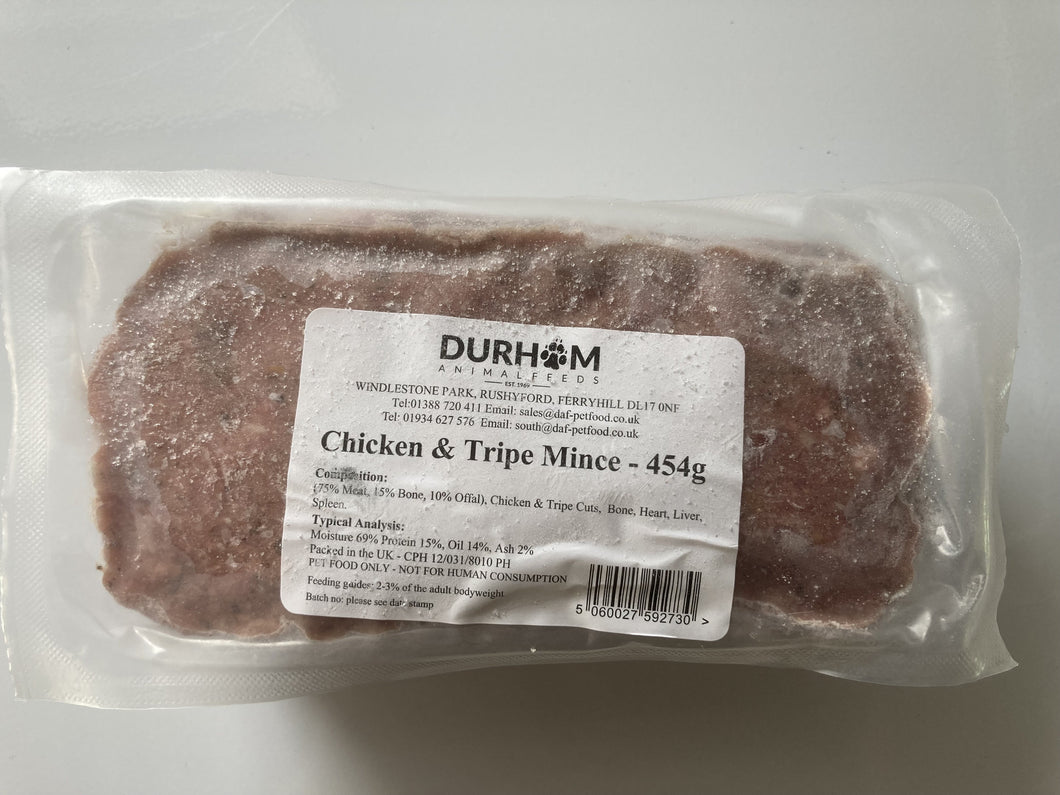 DURHAM
ANIMAL FEEDS
EST. 1969
WINDLESTONE PARK, RUSHYFORD, FERRYHILL DL17 0NF
Tel:01388 720 411 Email: sales@daf-petfood.co.uk
Tel: 01934 627 576 Email: south@daf-petfood.co.uk
Chicken & Tripe Mince - 454g
Composition:
(75% Meat, 15% Bone, 10% Offal), Chicken & Tripe Cuts, Bone, Heart, Liver,
Spleen.
Typical Analysis:
Moisture 69% Protein 15%, Oil 14%, Ash 2%
Packed in the UK - CPH 12/031/8010 PH
PET FOOD ONLY - NOT FOR HUMAN CONSUMPTION
Feeding guides: 2-3% of the adult bodyweight
Batch no: please see date stamp
5 060027 592730 >